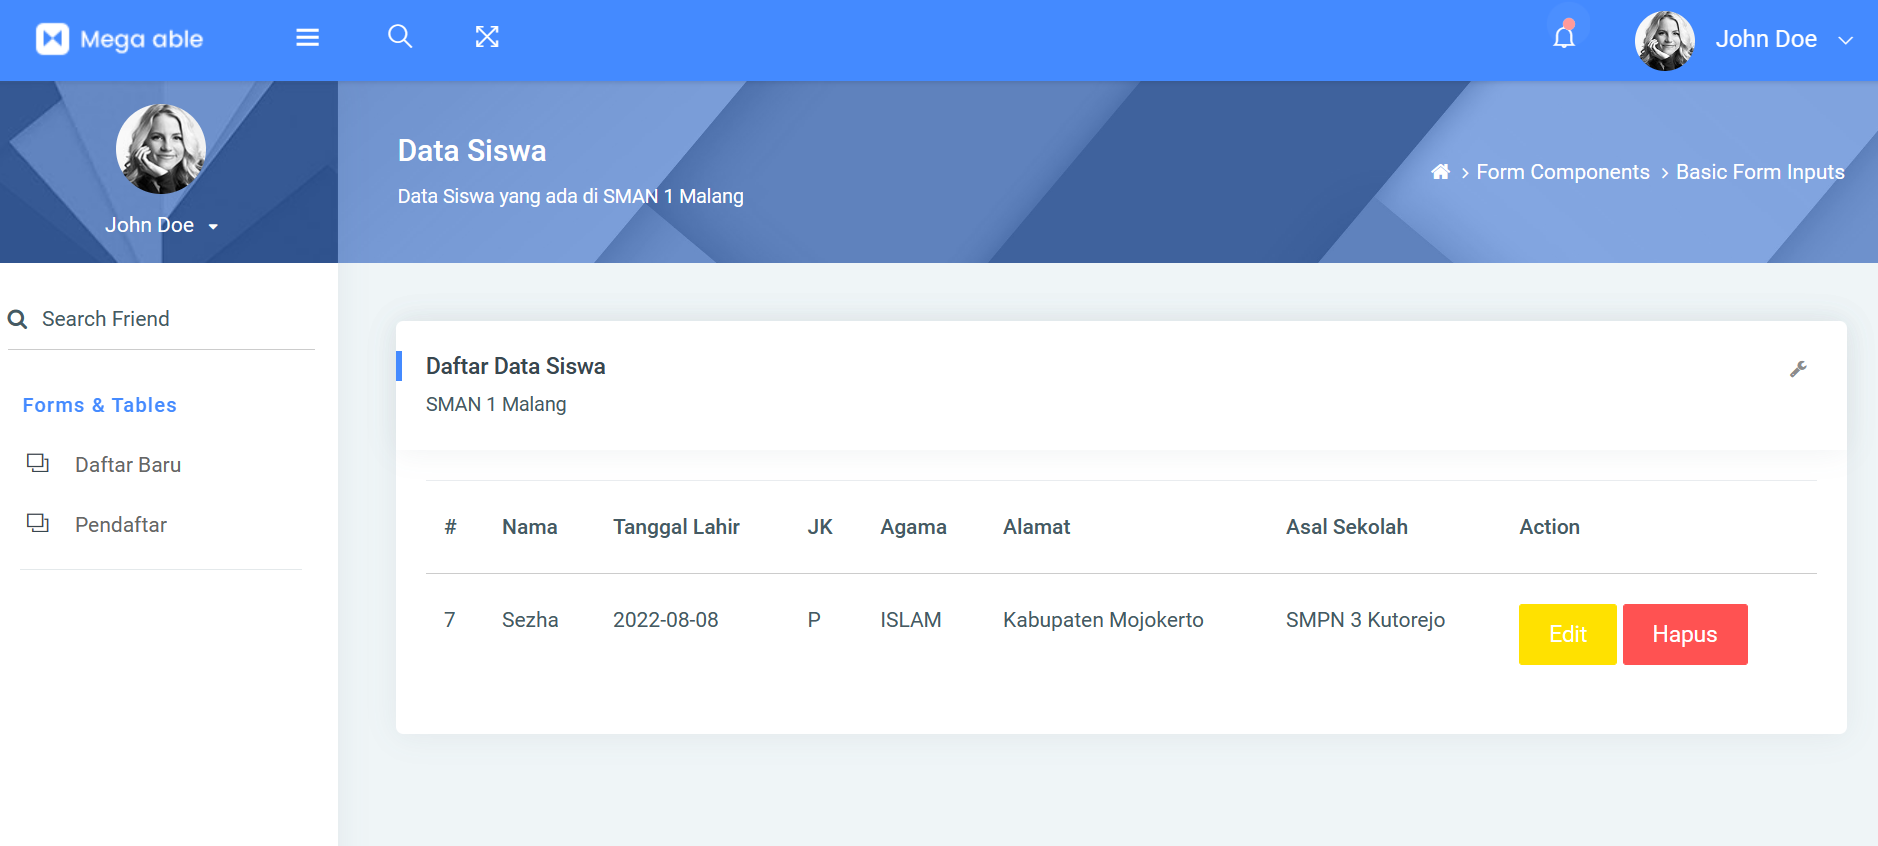 Mega able
John Doe
John Doe
Data Siswa
Data Siswa yang ada di SMAN 1 Malang
Form Components Basic Form Inputs
Search Friend
Forms & Tables
Daftar Baru
Pendaftar
Daftar Data Siswa
SMAN 1 Malang
# Nama Tanggal Lahir JK Agama Alamat Asal Sekolah Action
7 Sezha 2022-08-08 P ISLAM Kabupaten Mojokerto SMPN 3 Kutorejo Edit Hapus